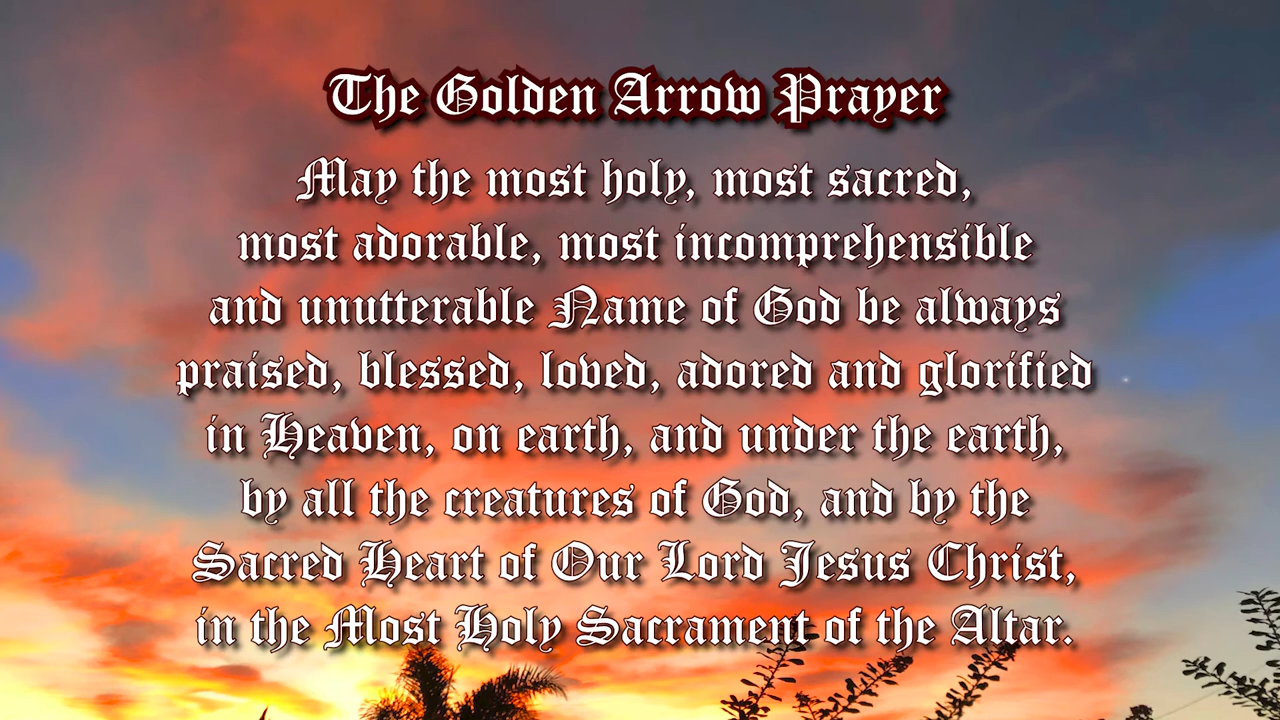 The Golden Arrow Prayer
May the most holy, most sacred,
most adorable, most incomprehensible
and unutterable Name of God be always
praised, blessed, loved, adored and glorified
in Heaven, on earth, and under the earth,
by all the creatures of God, and by the
Sacred Heart of Our Lord Jesus Christ,
in the Most Holy Sacrament of the Altar.